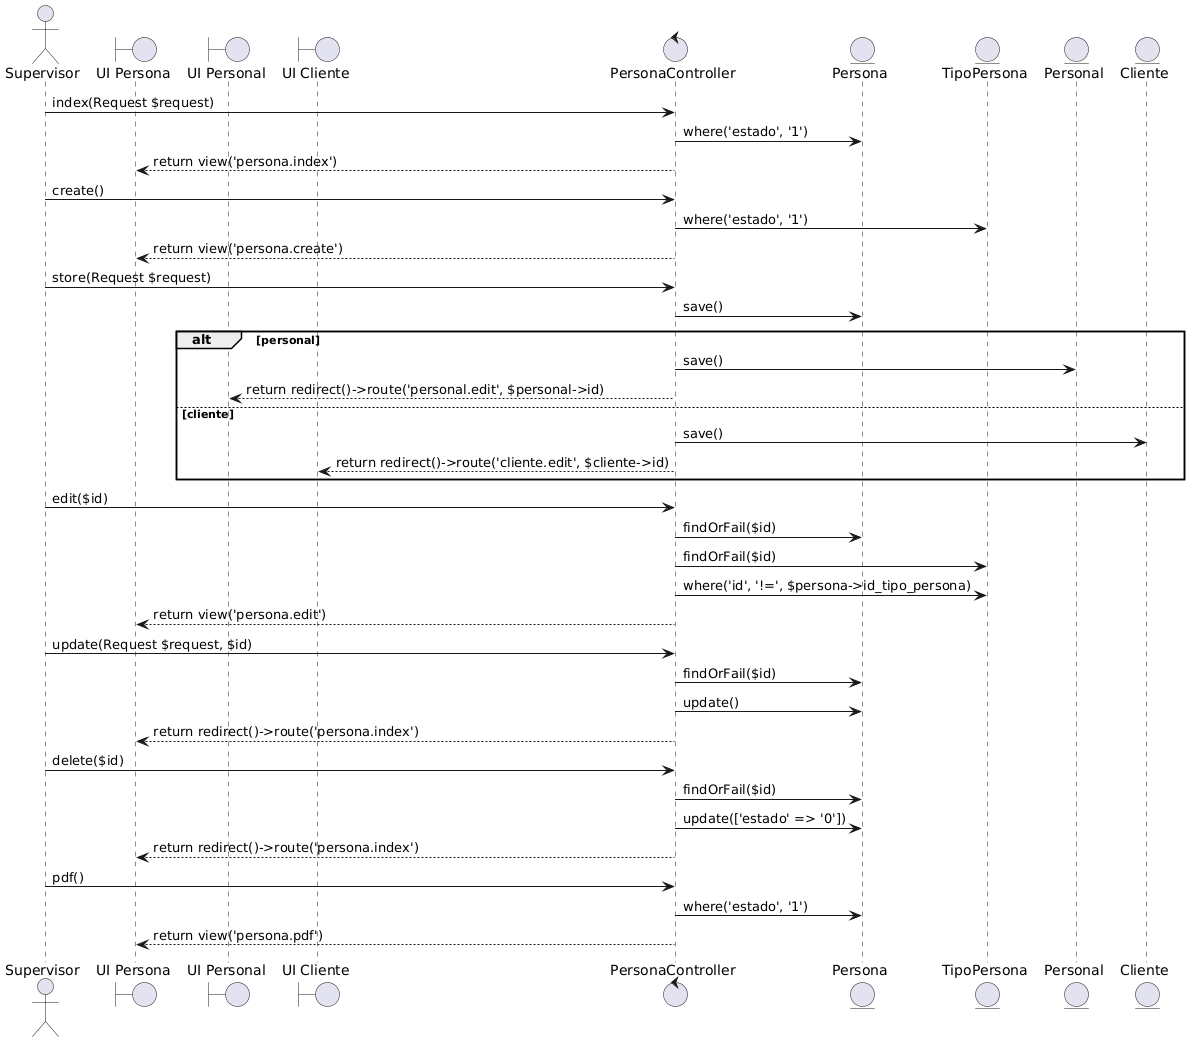 Supervisor
UI Persona
UI Personal
UI Cliente
PersonaController
Persona
TipoPersona
Personal
Cliente
index(Request $request)
where('estado', '1')
return view('persona.index')
create()
where('estado', '1')
return view('persona.create')
store(Request $request)
save()
alt [personal]
save()
return redirect()->route('personal.edit', $personal->id)
[cliente]
save()
return redirect()->route('cliente.edit', $cliente->id)
edit($id)
findOrFail($id)
findOrFail($id)
where('id', '!=', $persona->id_tipo_persona)
return view('persona.edit')
update(Request $request, $id)
findOrFail($id)
update()
return redirect()->route('persona.index')
delete($id)
findOrFail($id)
update(['estado' => '0'])
return redirect()->route('persona.index')
pdf()
where('estado', '1')
return view('persona.pdf')
Supervisor
UI Persona
UI Personal
UI Cliente
PersonaController
Persona
TipoPersona
Personal
Cliente